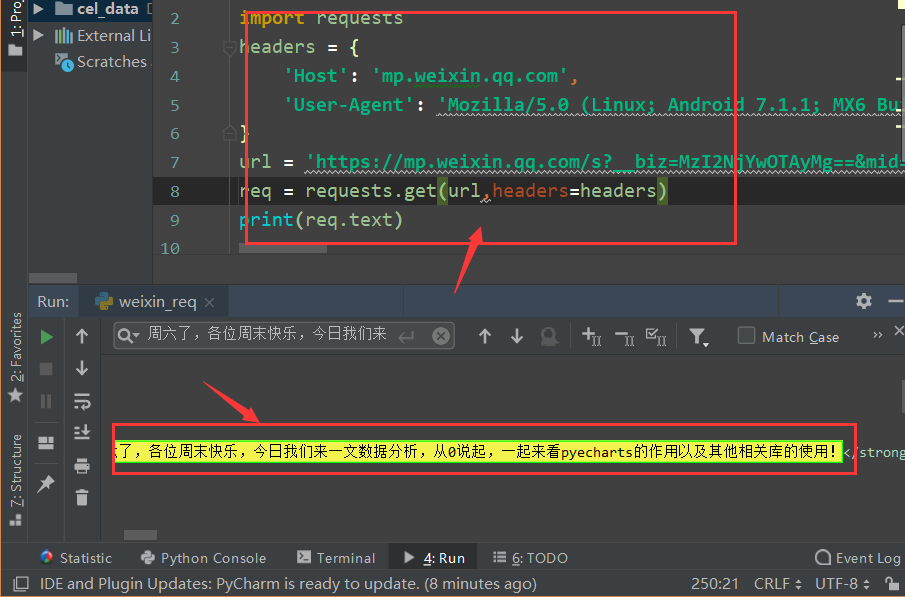 1: Proj
cel_data
External Li
Scratches
2 import requests
3 headers = {
4 'Host': 'mp.weixin.qq.com',
5 'User-Agent': 'Mozilla/5.0 (Linux; Android 7.1.1; MX6 Bu
6 }
7 url = 'https://mp.weixin.qq.com/s?__biz=MzI2NjYwOTAyMg==&mid=
8 req = requests.get(url,headers=headers)
9 print(req.text)
10
Run: weixin_req
周六了，各位周末快乐，今日我们来
Match Case
2: Favorites
7: Structure
了，各位周末快乐，今日我们来一文数据分析，从0说起，一起来看pyecharts的作用以及其他相关库的使用！</strong
Statistic Python Console Terminal 4: Run 6: TODO Event Log
IDE and Plugin Updates: PyCharm is ready to update. (8 minutes ago) 250:21 CRLF UTF-8